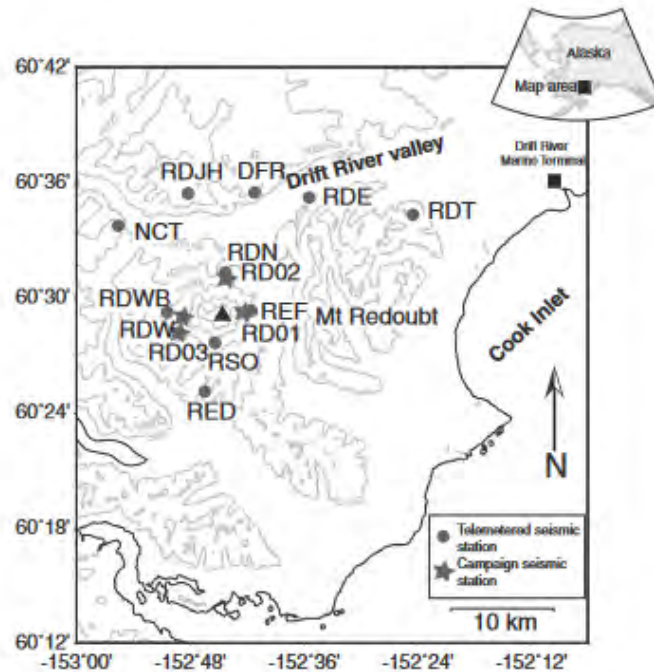 Alaska
Map area
60°42'
Drift River
Marine Terminal
Drift River valley
RDJH
DFR
60°36'
RDE
RDT
NCT
RDN
RD02
60°30'
RDWB
REF
Mt Redoubt
RDW
RD01
RD03
RSO
Cook Inlet
RED
60°24'
N
60°18'
Telemetered seismic
station
Campaign seismic
station
10 km
60°12'
-153°00'
-152°48'
-152°36'
-152°24'
-152°12'